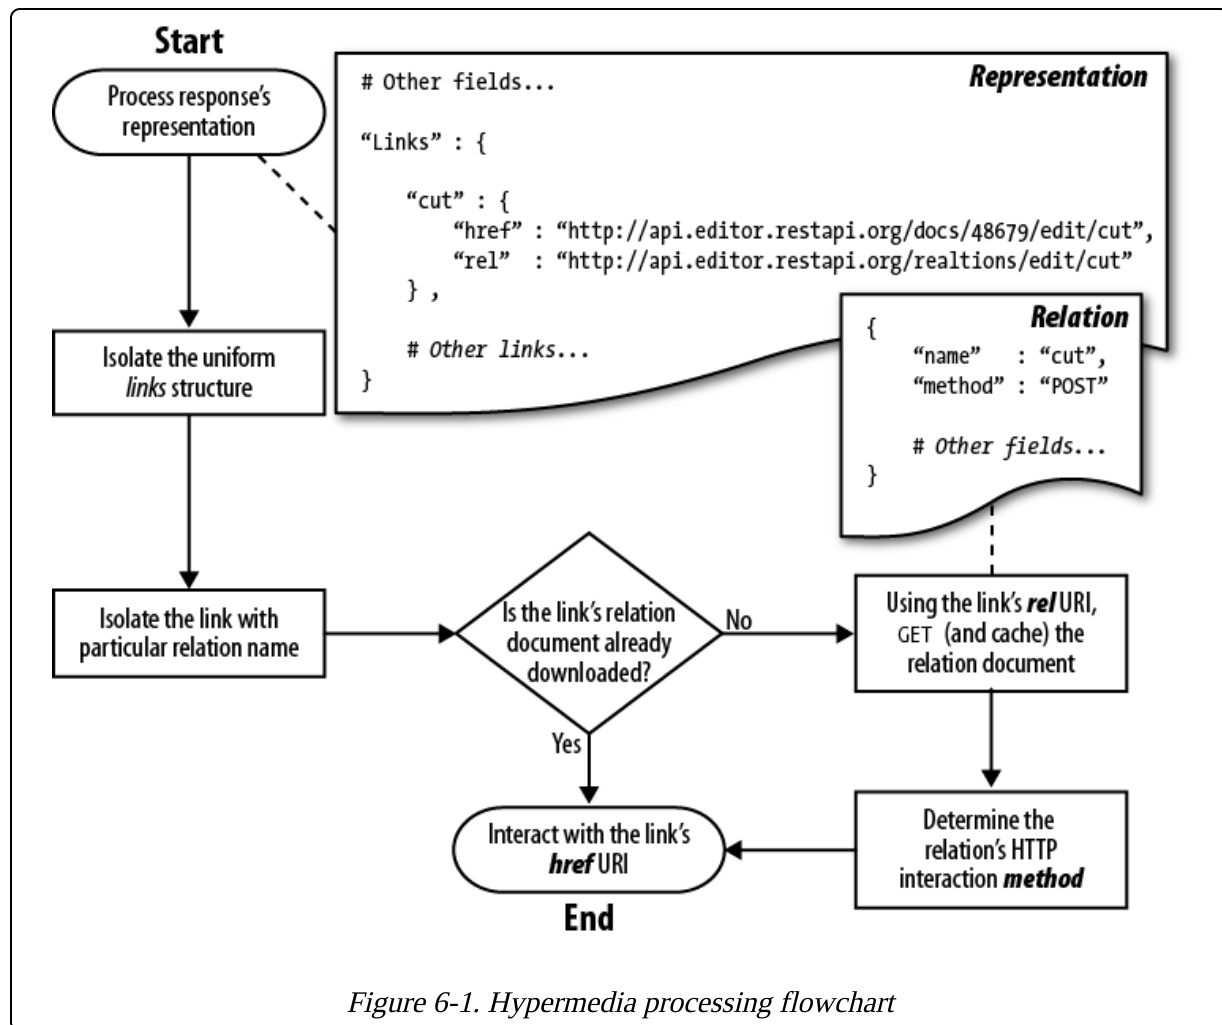 Start
Process response's
representation
Representation
# Other fields...
“Links” : {
“cut” : {
“href” : “http://api.editor.restapi.org/docs/48679/edit/cut”,
“rel” : “http://api.editor.restapi.org/realtions/edit/cut”
} ,
# Other links...
}
Relation
{
“name” : “cut”,
“method” : “POST”
# Other fields...
}
Isolate the uniform
links structure
Isolate the link with
particular relation name
Is the link's relation
document already
downloaded?
No
Yes
Using the link's rel URI,
GET (and cache) the
relation document
Determine the
relation's HTTP
interaction method
Interact with the link's
href URI
End
Figure 6-1. Hypermedia processing flowchart